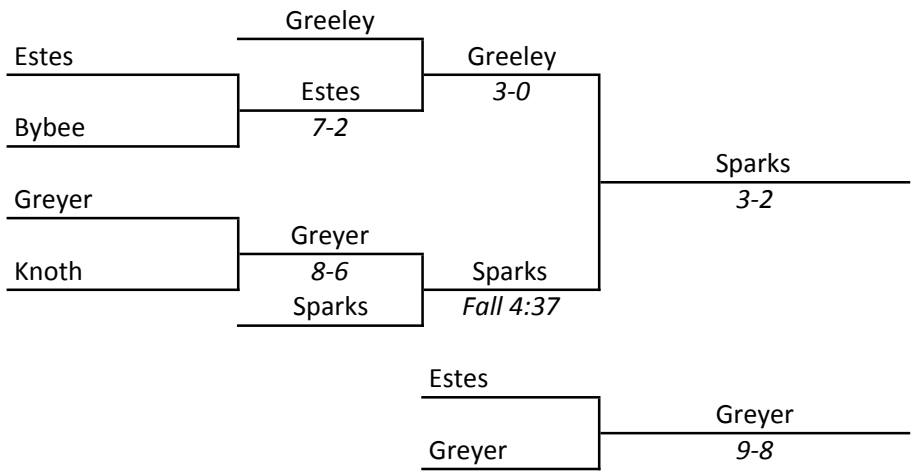 Greeley
Estes
Greeley
Estes
3-0
Bybee
7-2
Sparks
Greyer
3-2
Greyer
Knoth
8-6
Sparks
Sparks
Fall 4:37
Estes
Greyer
Greyer
9-8